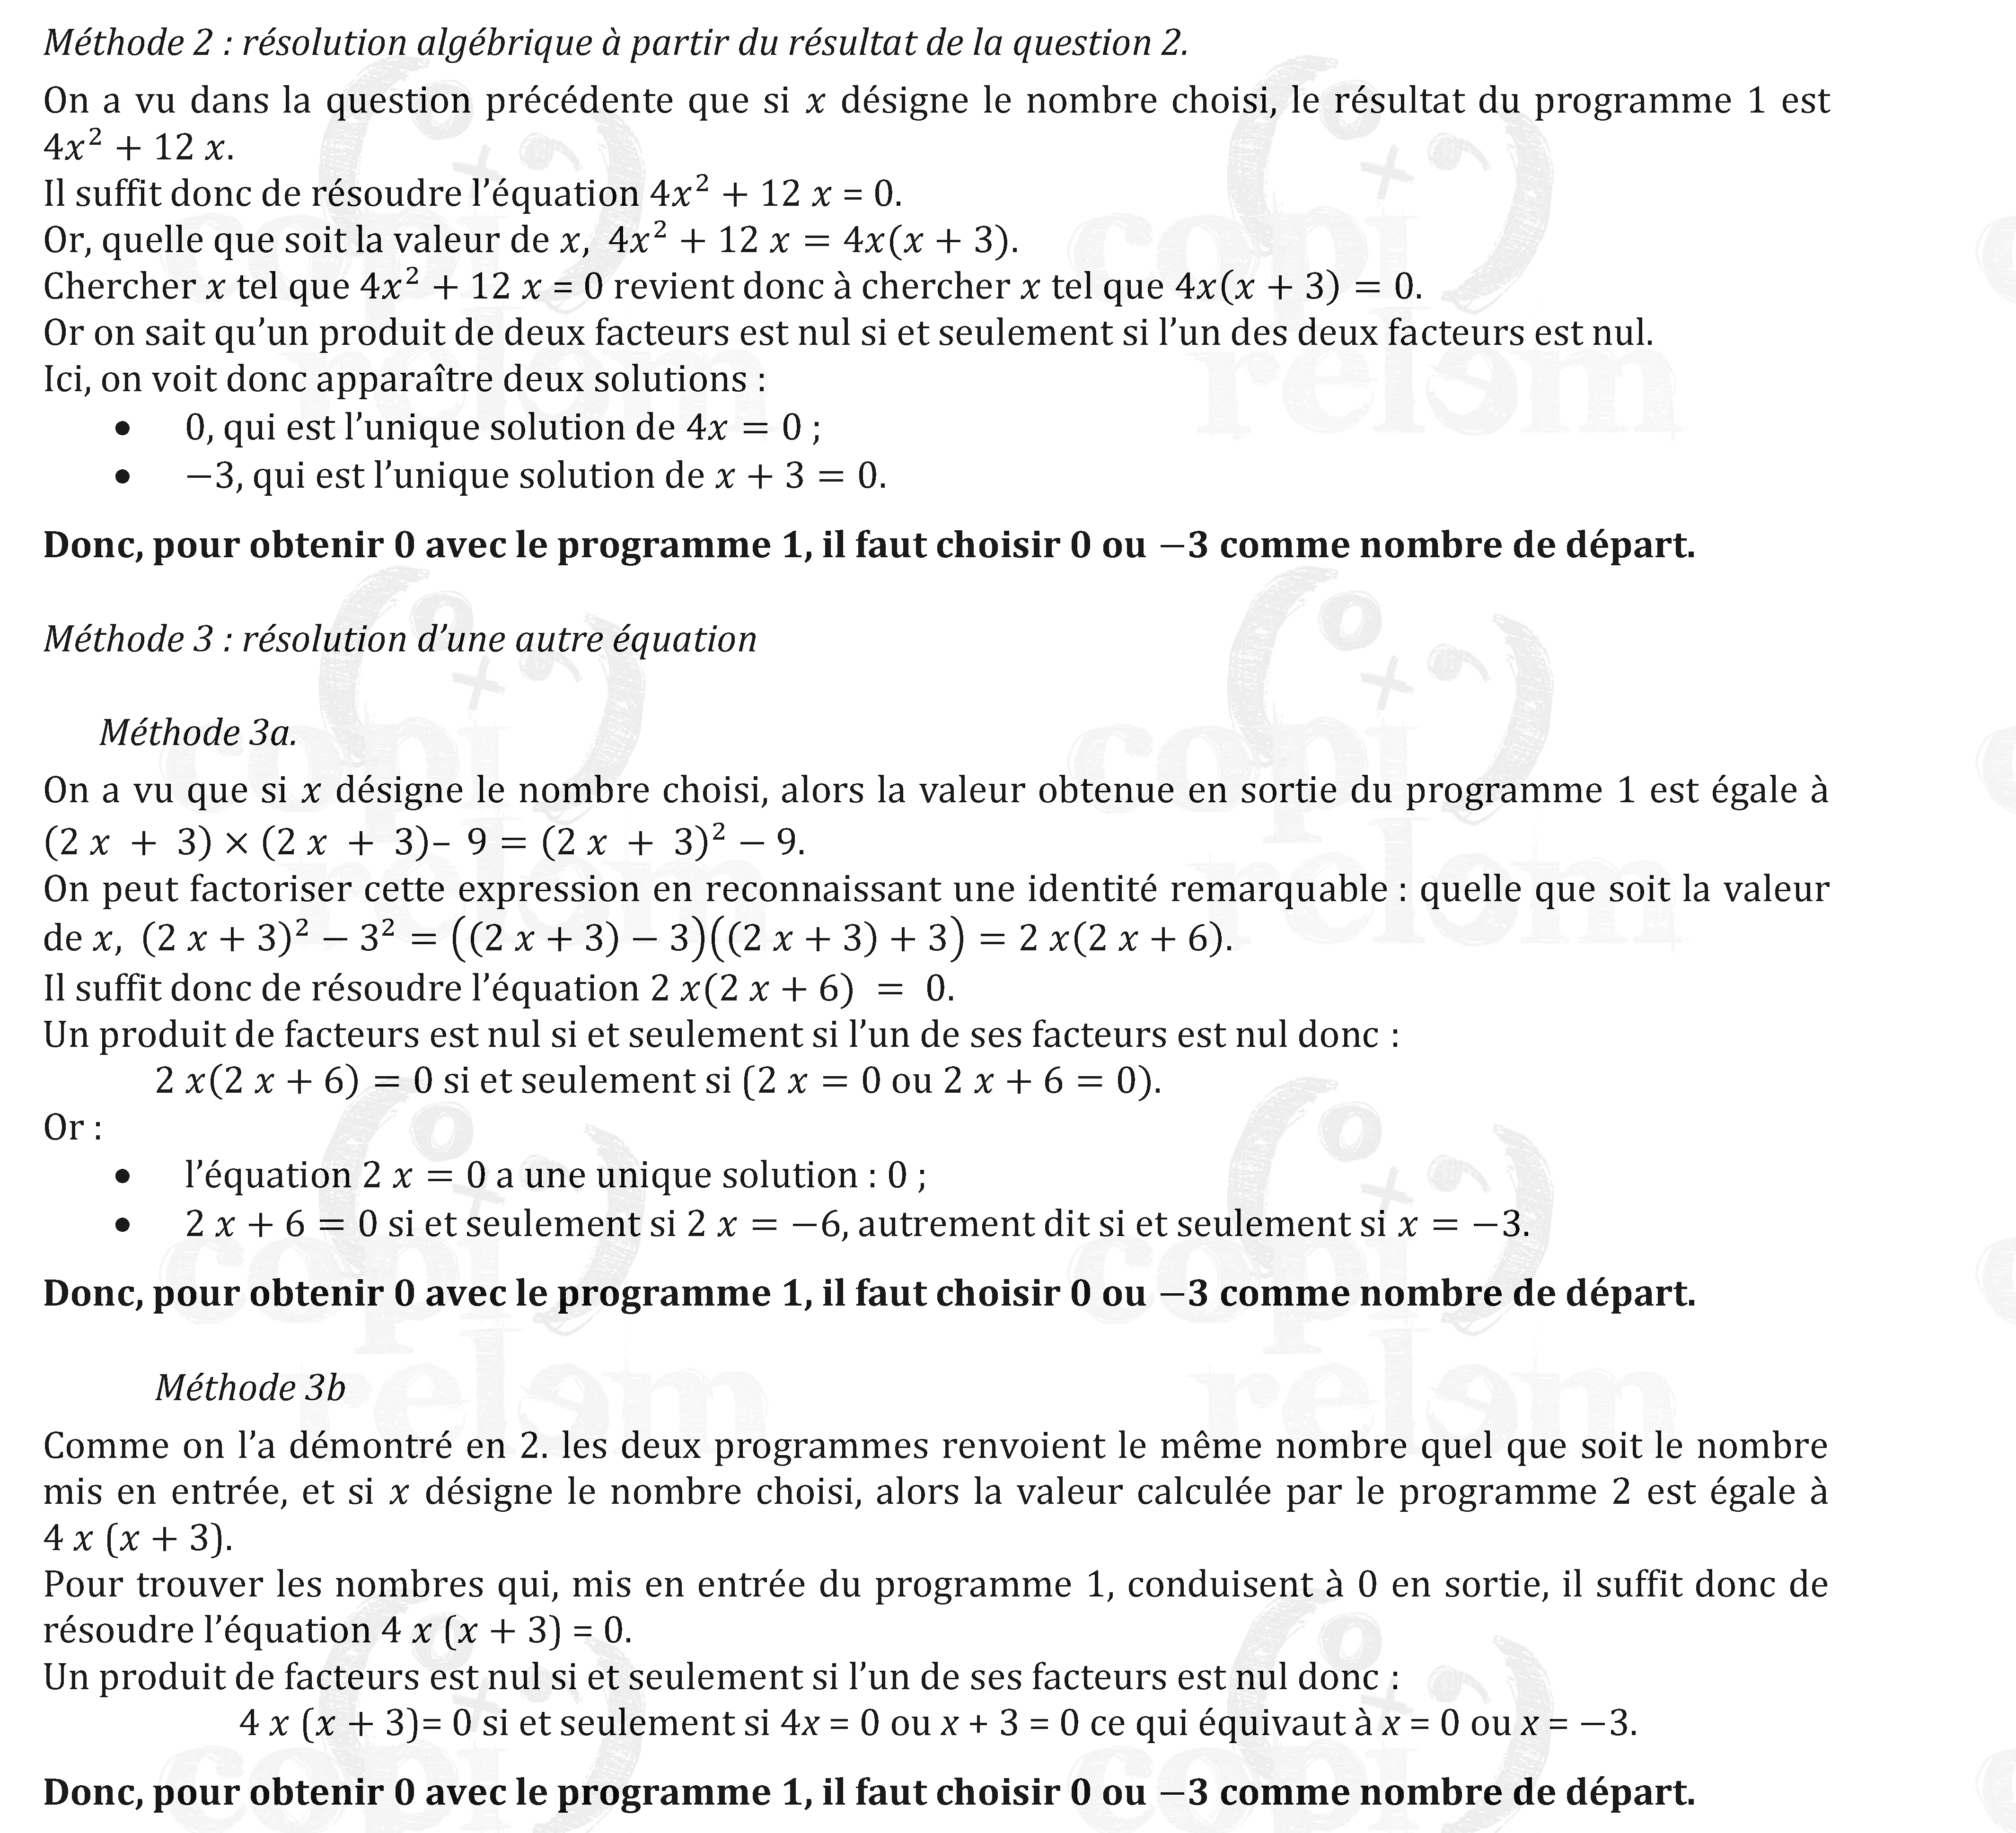 Méthode 2 : résolution algébrique à partir du résultat de la question 2.
On a vu dans la question précédente que si x désigne le nombre choisi, le résultat du programme 1 est
4x² + 12 x.
Il suffit donc de résoudre l’équation 4x² + 12 x = 0.
Or, quelle que soit la valeur de x, 4x² + 12 x = 4x(x + 3).
Chercher x tel que 4x² + 12 x = 0 revient donc à chercher x tel que 4x(x + 3) = 0.
Or on sait qu’un produit de deux facteurs est nul si et seulement si l’un des deux facteurs est nul.
Ici, on voit donc apparaître deux solutions :
• 0, qui est l’unique solution de 4x = 0 ;
• −3, qui est l’unique solution de x + 3 = 0.
Donc, pour obtenir 0 avec le programme 1, il faut choisir 0 ou −3 comme nombre de départ.
Méthode 3 : résolution d’une autre équation
Méthode 3a.
On a vu que si x désigne le nombre choisi, alors la valeur obtenue en sortie du programme 1 est égale à
(2 x + 3) × (2 x + 3)– 9 = (2 x + 3)² − 9.
On peut factoriser cette expression en reconnaissant une identité remarquable : quelle que soit la valeur
de x, (2 x + 3)² − 3² = ((2 x + 3) − 3)((2 x + 3) + 3) = 2 x(2 x + 6).
Il suffit donc de résoudre l’équation 2 x(2 x + 6) = 0.
Un produit de facteurs est nul si et seulement si l’un de ses facteurs est nul donc :
2 x(2 x + 6) = 0 si et seulement si (2 x = 0 ou 2 x + 6 = 0).
Or :
• l’équation 2 x = 0 a une unique solution : 0 ;
• 2 x + 6 = 0 si et seulement si 2 x = −6, autrement dit si et seulement si x = −3.
Donc, pour obtenir 0 avec le programme 1, il faut choisir 0 ou −3 comme nombre de départ.
Méthode 3b
Comme on l’a démontré en 2. les deux programmes renvoient le même nombre quel que soit le nombre
mis en entrée, et si x désigne le nombre choisi, alors la valeur calculée par le programme 2 est égale à
4 x (x + 3).
Pour trouver les nombres qui, mis en entrée du programme 1, conduisent à 0 en sortie, il suffit donc de
résoudre l’équation 4 x (x + 3) = 0.
Un produit de facteurs est nul si et seulement si l’un de ses facteurs est nul donc :
4 x (x + 3)= 0 si et seulement si 4x = 0 ou x + 3 = 0 ce qui équivaut à x = 0 ou x = −3.
Donc, pour obtenir 0 avec le programme 1, il faut choisir 0 ou −3 comme nombre de départ.